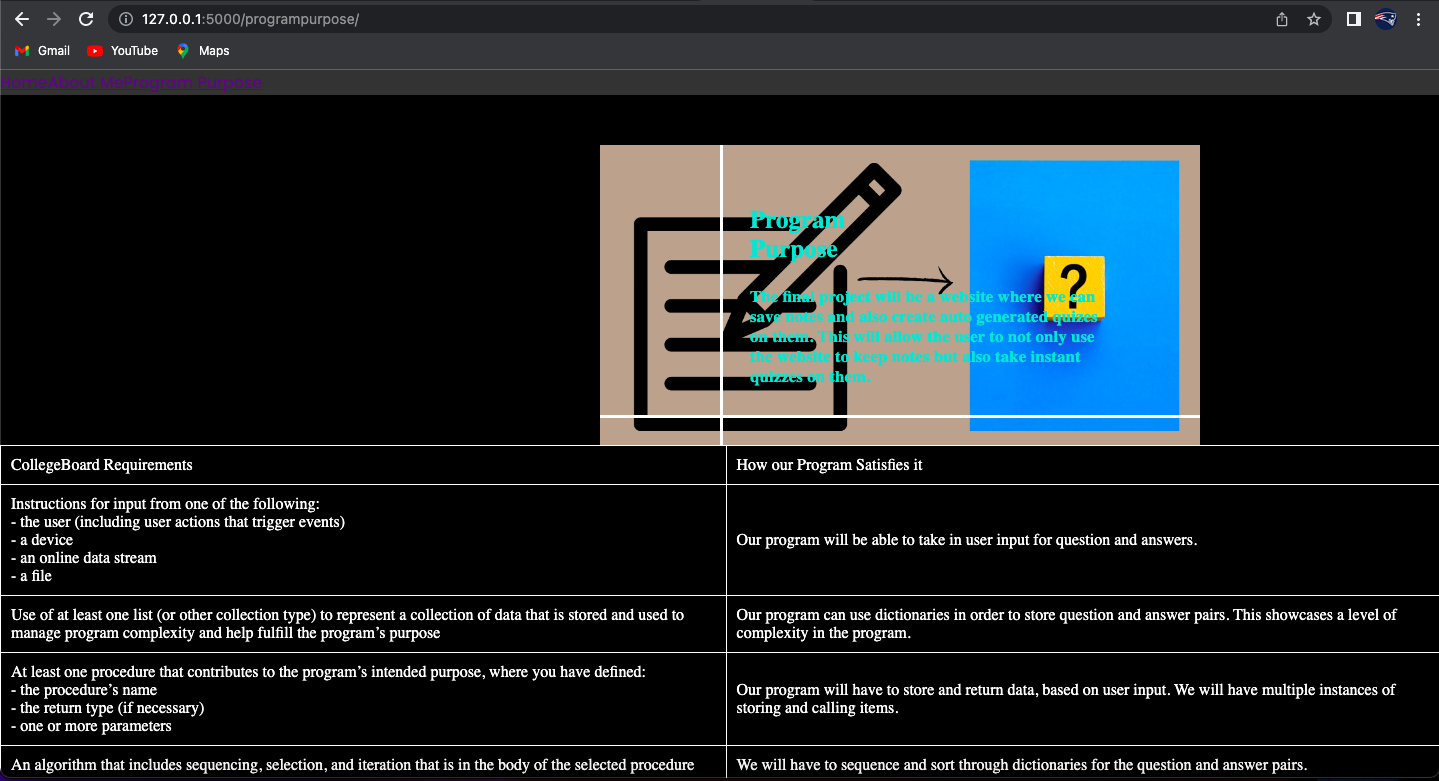 127.0.0.1:5000/programpurpose/
Gmail YouTube Maps
HomeAbout MeProgram Purpose
Program
Purpose
?
The final project will be a website where we can
save notes and also create auto generated quizes
on them. This will allow the user to not only use
the website to keep notes but also take instant
quizzes on them.
CollegeBoard Requirements
How our Program Satisfies it
Instructions for input from one of the following:
- the user (including user actions that trigger events)
- a device
- an online data stream
- a file
Our program will be able to take in user input for question and answers.
Use of at least one list (or other collection type) to represent a collection of data that is stored and used to
manage program complexity and help fulfill the program’s purpose
Our program can use dictionaries in order to store question and answer pairs. This showcases a level of
complexity in the program.
At least one procedure that contributes to the program’s intended purpose, where you have defined:
- the procedure’s name
- the return type (if necessary)
- one or more parameters
Our program will have to store and return data, based on user input. We will have multiple instances of
storing and calling items.
An algorithm that includes sequencing, selection, and iteration that is in the body of the selected procedure
We will have to sequence and sort through dictionaries for the question and answer pairs.